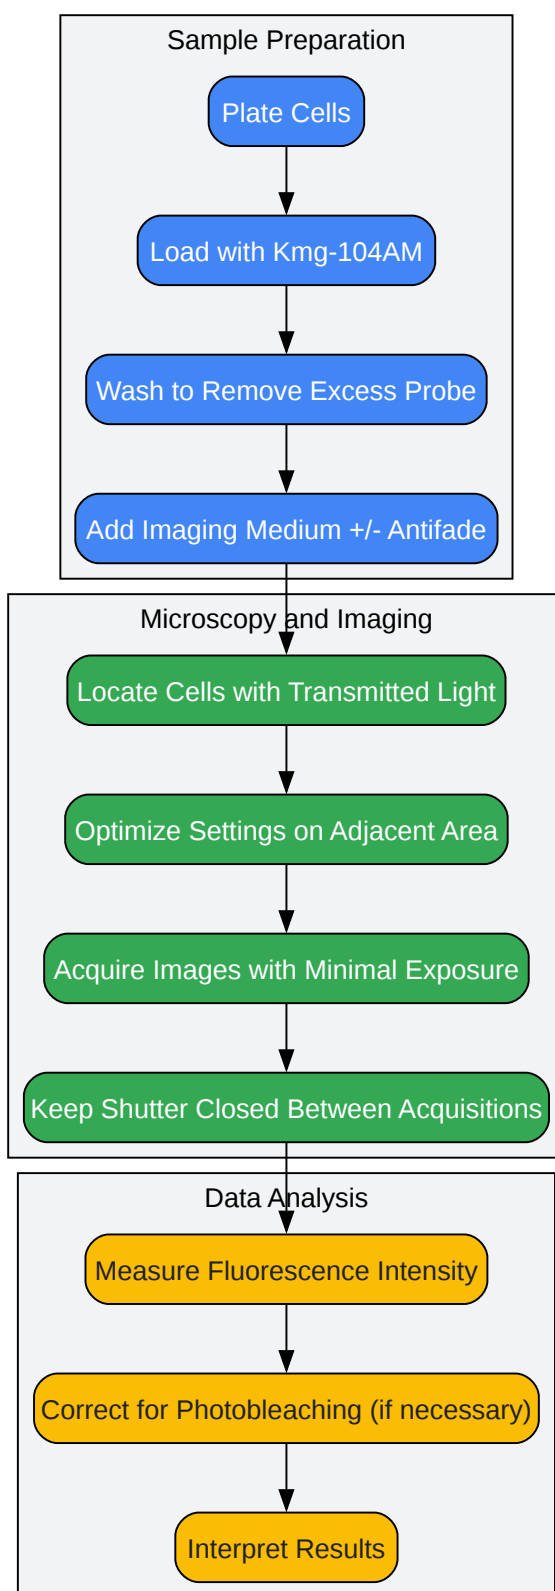 Sample Preparation
Plate Cells
Load with Kmg-104AM
Wash to Remove Excess Probe
Add Imaging Medium +/- Antifade
Microscopy and Imaging
Locate Cells with Transmitted Light
Optimize Settings on Adjacent Area
Acquire Images with Minimal Exposure
Keep Shutter Closed Between Acquisitions
Data Analysis
Measure Fluorescence Intensity
Correct for Photobleaching (if necessary)
Interpret Results